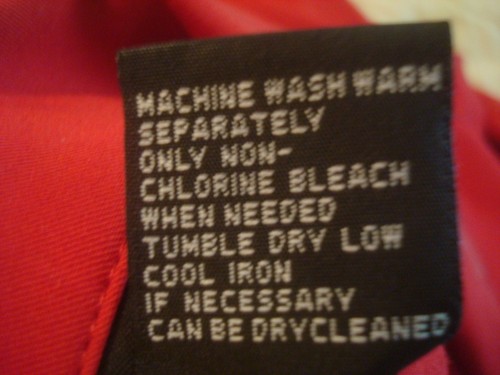 MACHINE WASH WARM
SEPARATELY
ONLY NON-
CHLORINE BLEACH
WHEN NEEDED
TUMBLE DRY LOW
COOL IRON
IF NECESSARY
CAN BE DRYCLEANED